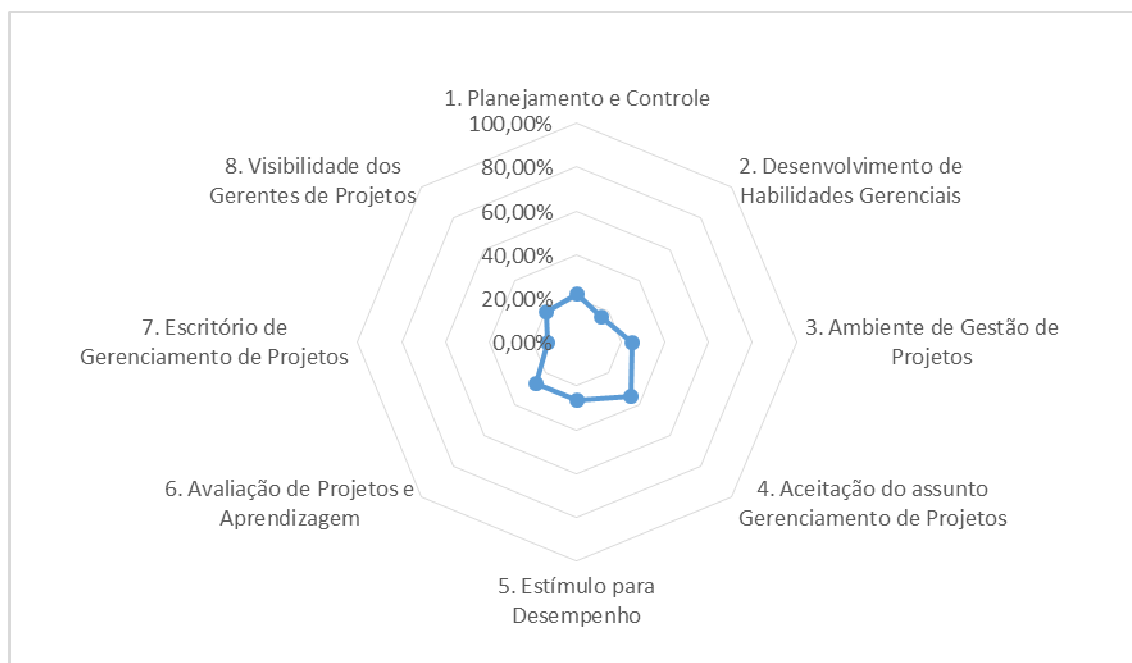 1. Planejamento e Controle
100,00%
80,00%
60,00%
40,00%
20,00%
0,00%
2. Desenvolvimento de
Habilidades Gerenciais
3. Ambiente de Gestão de
Projetos
4. Aceitação do assunto
Gerenciamento de Projetos
5. Estímulo para
Desempenho
6. Avaliação de Projetos e
Aprendizagem
7. Escritório de
Gerenciamento de Projetos
8. Visibilidade dos
Gerentes de Projetos